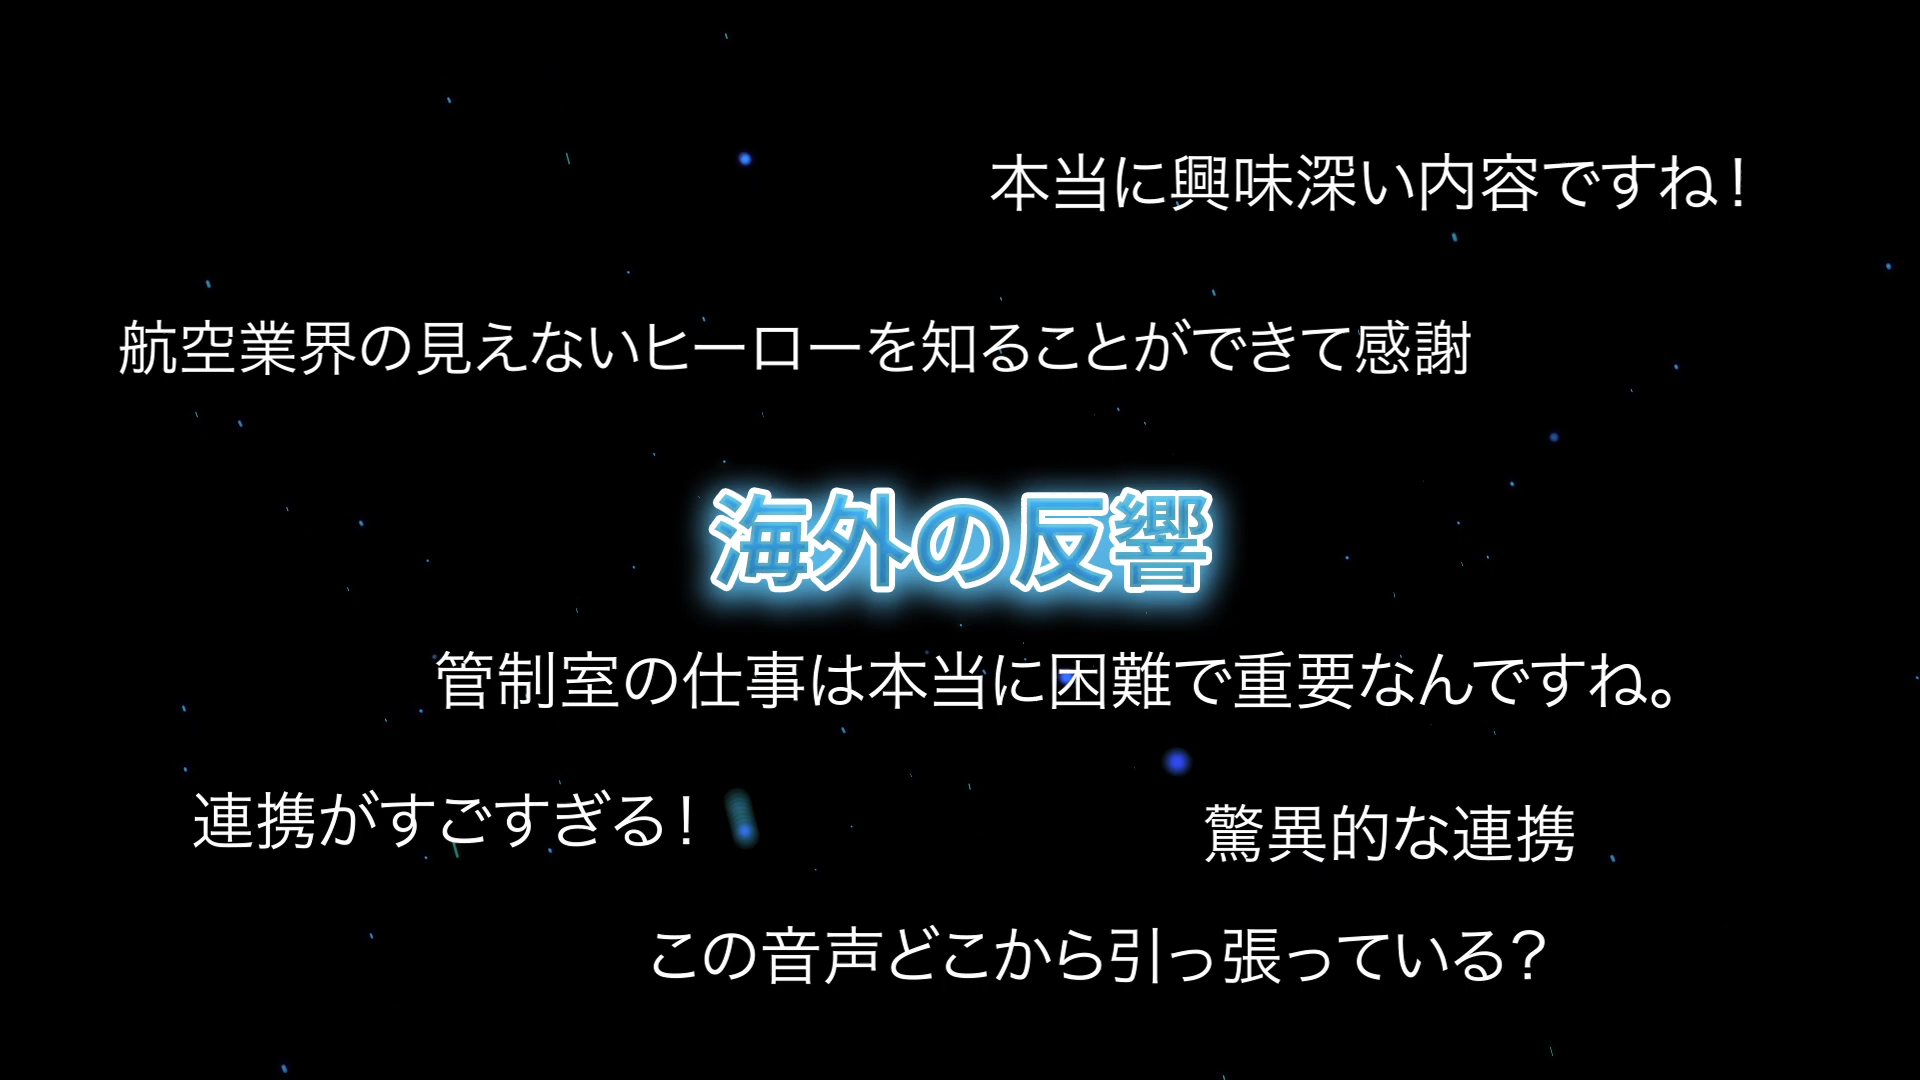 本当に興味深い内容ですね！
航空業界の見えないヒーローを知ることができて感謝
海外の反響
管制室の仕事は本当に困難で重要なんですね。
連携がすごすぎる！
驚異的な連携
この音声どこから引っ張っている？